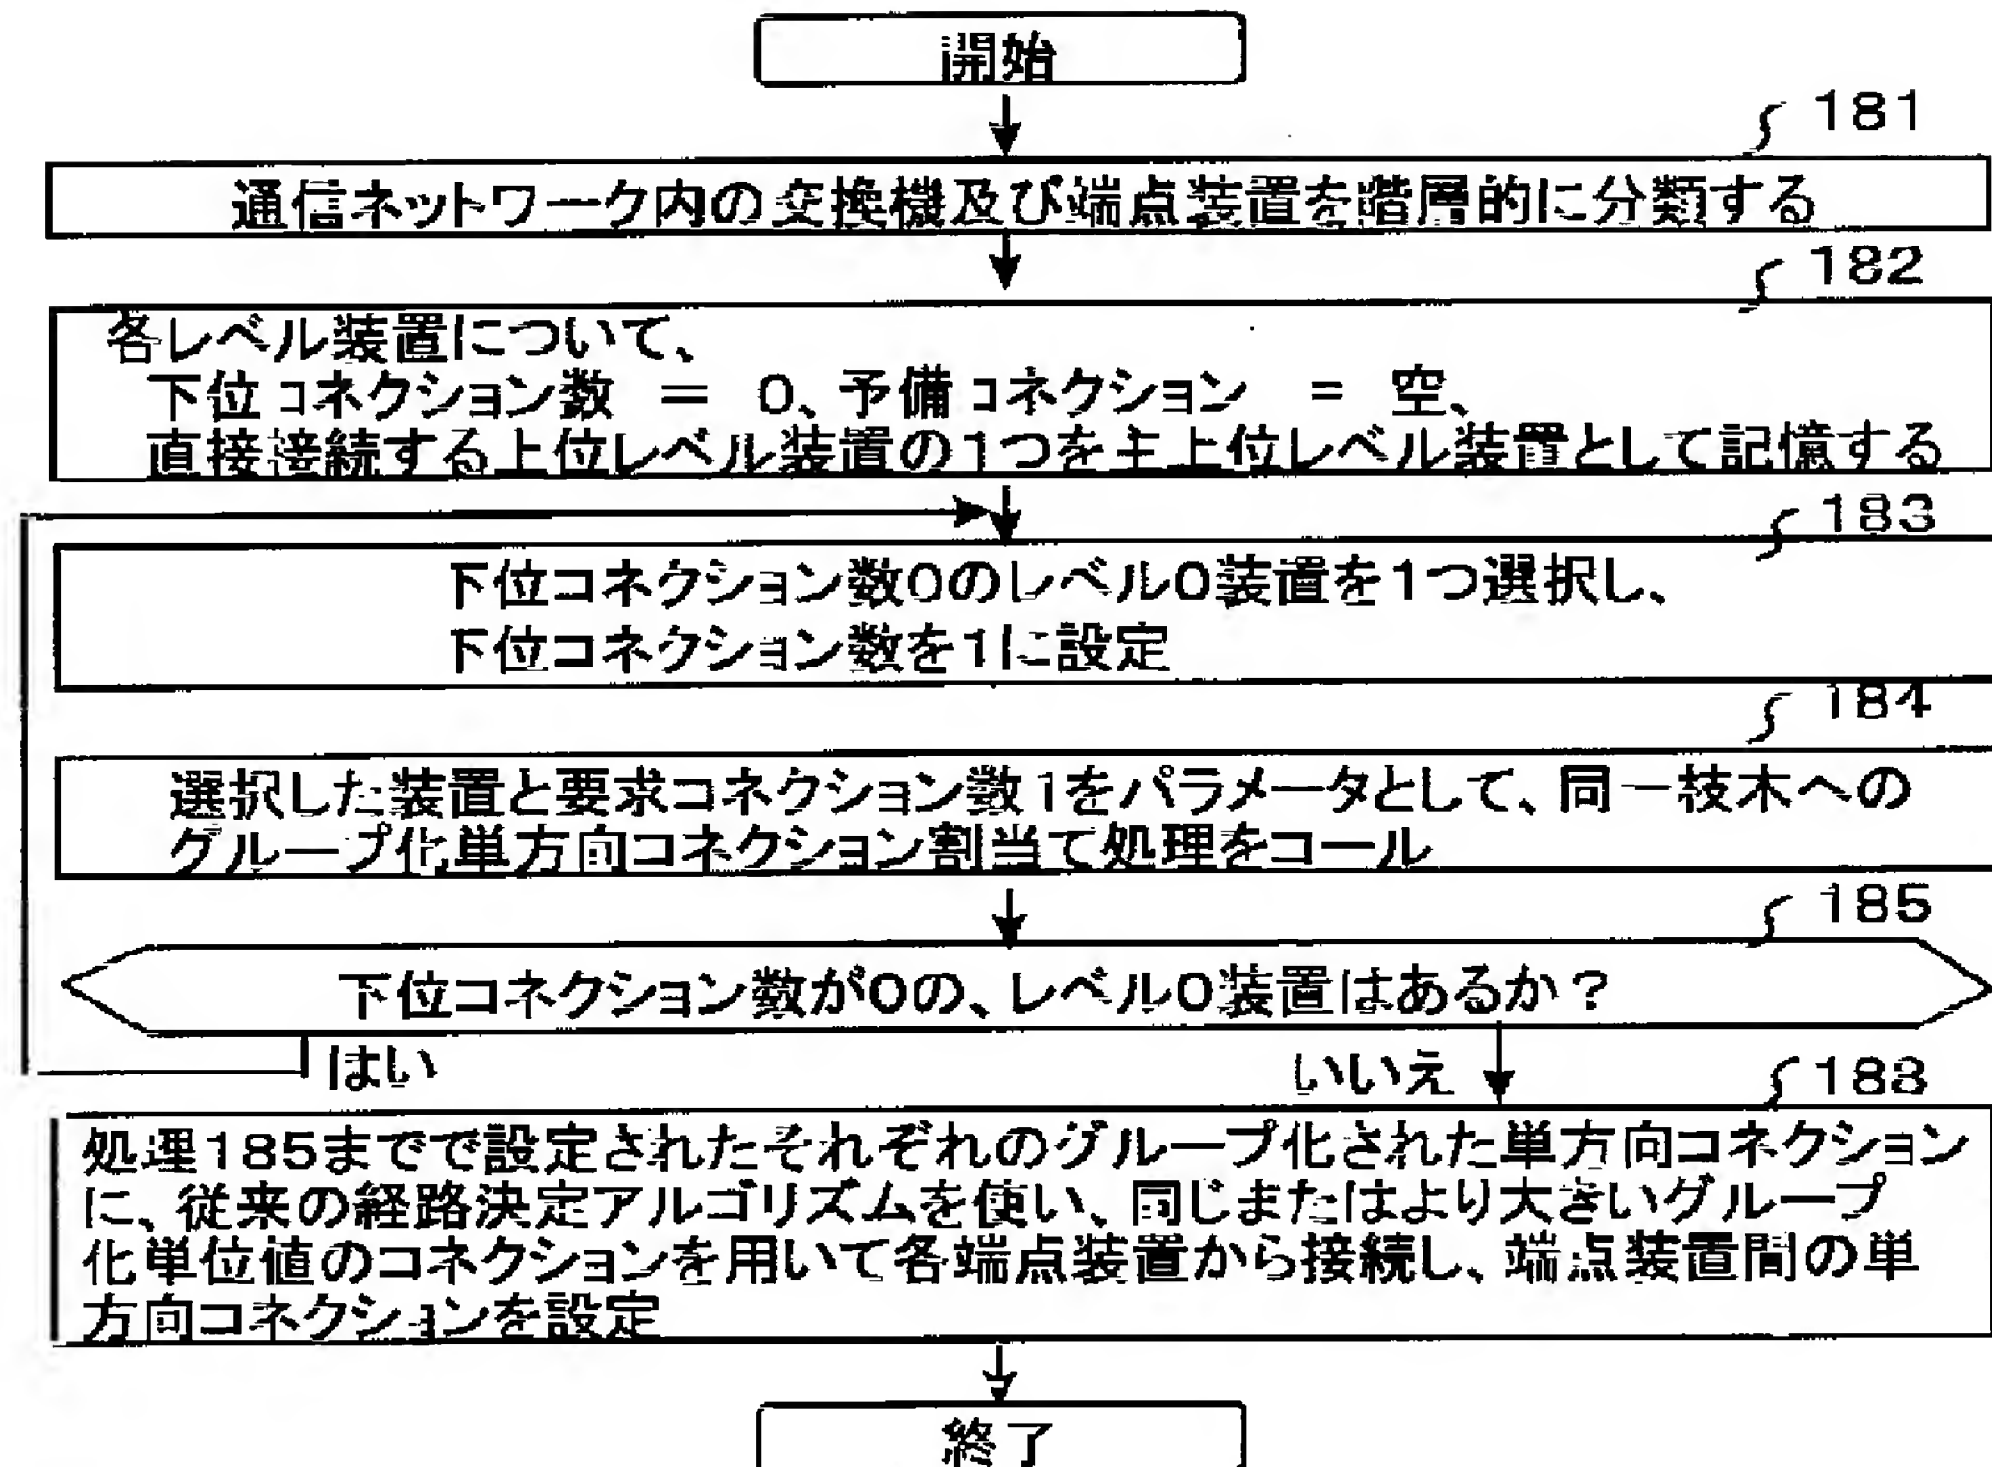 開始
181
通信ネットワーク内の交換機及び端点装置を階層的に分類する
182
各レベル装置について、
下位コネクション数 = 0、予備コネクション = 空、
直接接続する上位レベル装置の1つを主上位レベル装置として記憶する
183
下位コネクション数0のレベル0装置を1つ選択し、
下位コネクション数を1に設定
184
選択した装置と要求コネクション数1をパラメータとして、同一枝木への
グループ化単方向コネクション割当て処理をコール
185
下位コネクション数が0の、レベル0装置はあるか？
はい
いいえ
188
処理185までで設定されたそれぞれのグループ化された単方向コネクション
に、従来の経路決定アルゴリズムを使い、同じまたはより大きいグループ
化単位値のコネクションを用いて各端点装置から接続し、端点装置間の単
方向コネクションを設定
終了